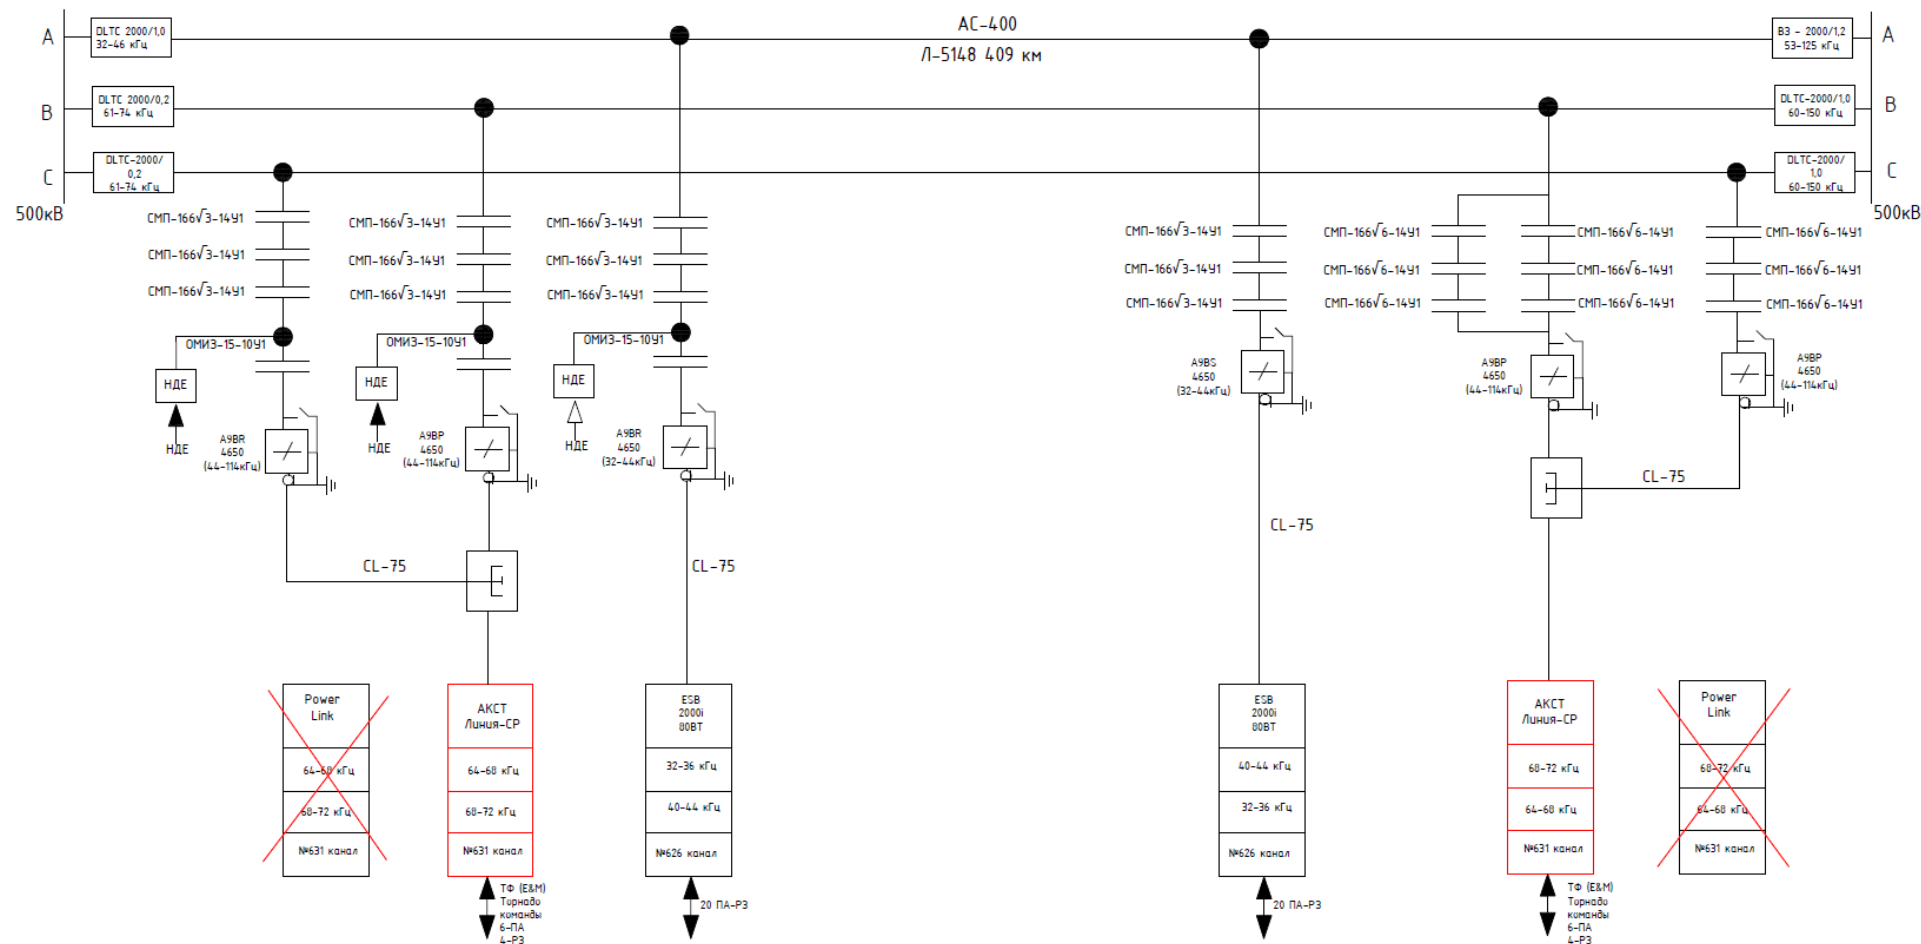 АС-400
Л-5148 409 км
А
DLTC 2000/1,0
32-46 кГц
ВЗ - 2000/1,2
53-125 кГц
А
В
DLTC 2000/0,2
61-74 кГц
DLTC-2000/1,0
60-150 кГц
В
С
DLTC-2000/
0,2
61-74 кГц
DLTC-2000/
1,0
60-150 кГц
С
500кВ
500кВ
СМП-166√3-14У1
СМП-166√3-14У1
СМП-166√3-14У1
СМП-166√3-14У1
СМП-166√3-14У1
СМП-166√3-14У1
СМП-166√3-14У1
СМП-166√3-14У1
СМП-166√3-14У1
СМП-166√3-14У1
СМП-166√3-14У1
СМП-166√3-14У1
СМП-166√6-14У1
СМП-166√6-14У1
СМП-166√6-14У1
СМП-166√6-14У1
СМП-166√6-14У1
СМП-166√6-14У1
СМП-166√6-14У1
СМП-166√6-14У1
СМП-166√6-14У1
ОМИЗ-15-10У1
НДЕ
НДЕ
ОМИЗ-15-10У1
НДЕ
НДЕ
ОМИЗ-15-10У1
НДЕ
НДЕ
A9BR
4650
(44-114кГц)
A9BP
4650
(44-114кГц)
A9BR
4650
(32-44кГц)
A9BS
4650
(32-44кГц)
A9BP
4650
(44-114кГц)
A9BP
4650
(44-114кГц)
CL-75
CL-75
CL-75
CL-75
Power
Link
64-68 кГц
68-72 кГц
№631 канал
АКСТ
Линия-СР
64-68 кГц
68-72 кГц
№631 канал
ТФ (E&M)
Торнадо
команды
6-ПА
4-РЗ
ESB
2000i
80ВТ
32-36 кГц
40-44 кГц
№626 канал
20 ПА-РЗ
ESB
2000i
80ВТ
40-44 кГц
32-36 кГц
№626 канал
20 ПА-РЗ
АКСТ
Линия-СР
68-72 кГц
64-68 кГц
№631 канал
ТФ (E&M)
Торнадо
команды
6-ПА
4-РЗ
Power
Link
68-72 кГц
64-68 кГц
№631 канал